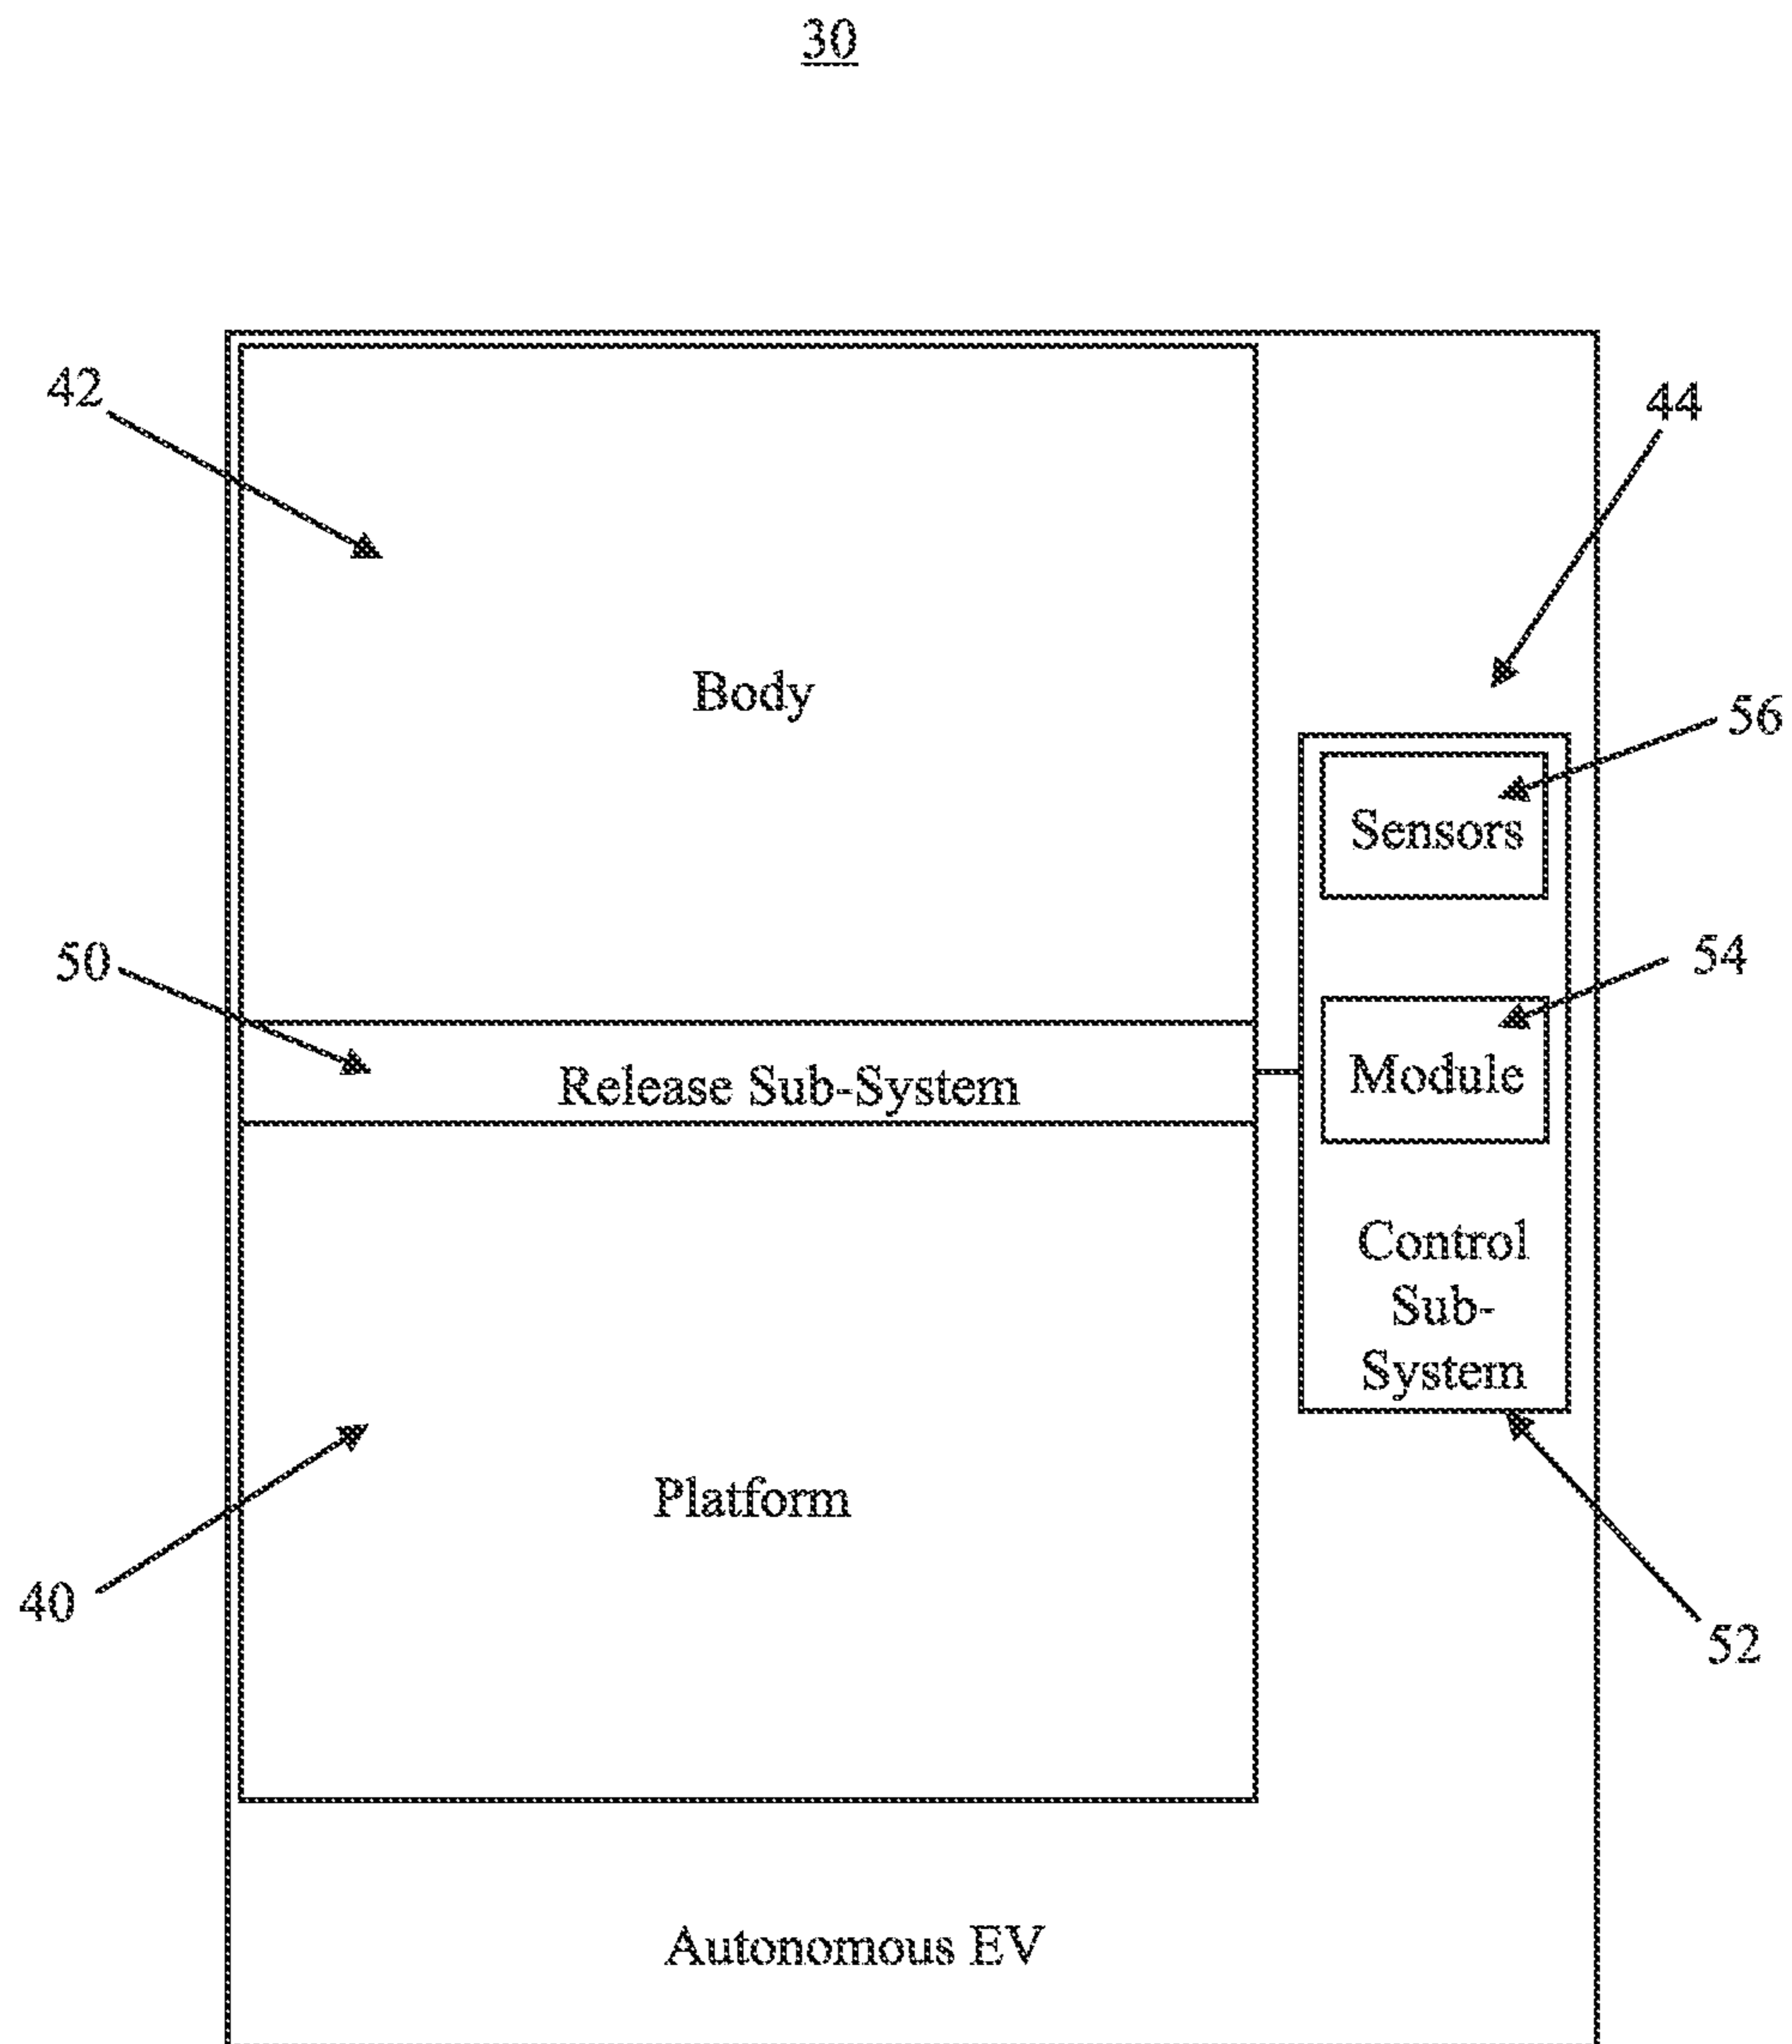 30
42
44
Body
56
Sensors
50
54
Release Sub-System
Module
Control
Sub-
System
Platform
40
52
Autonomous EV